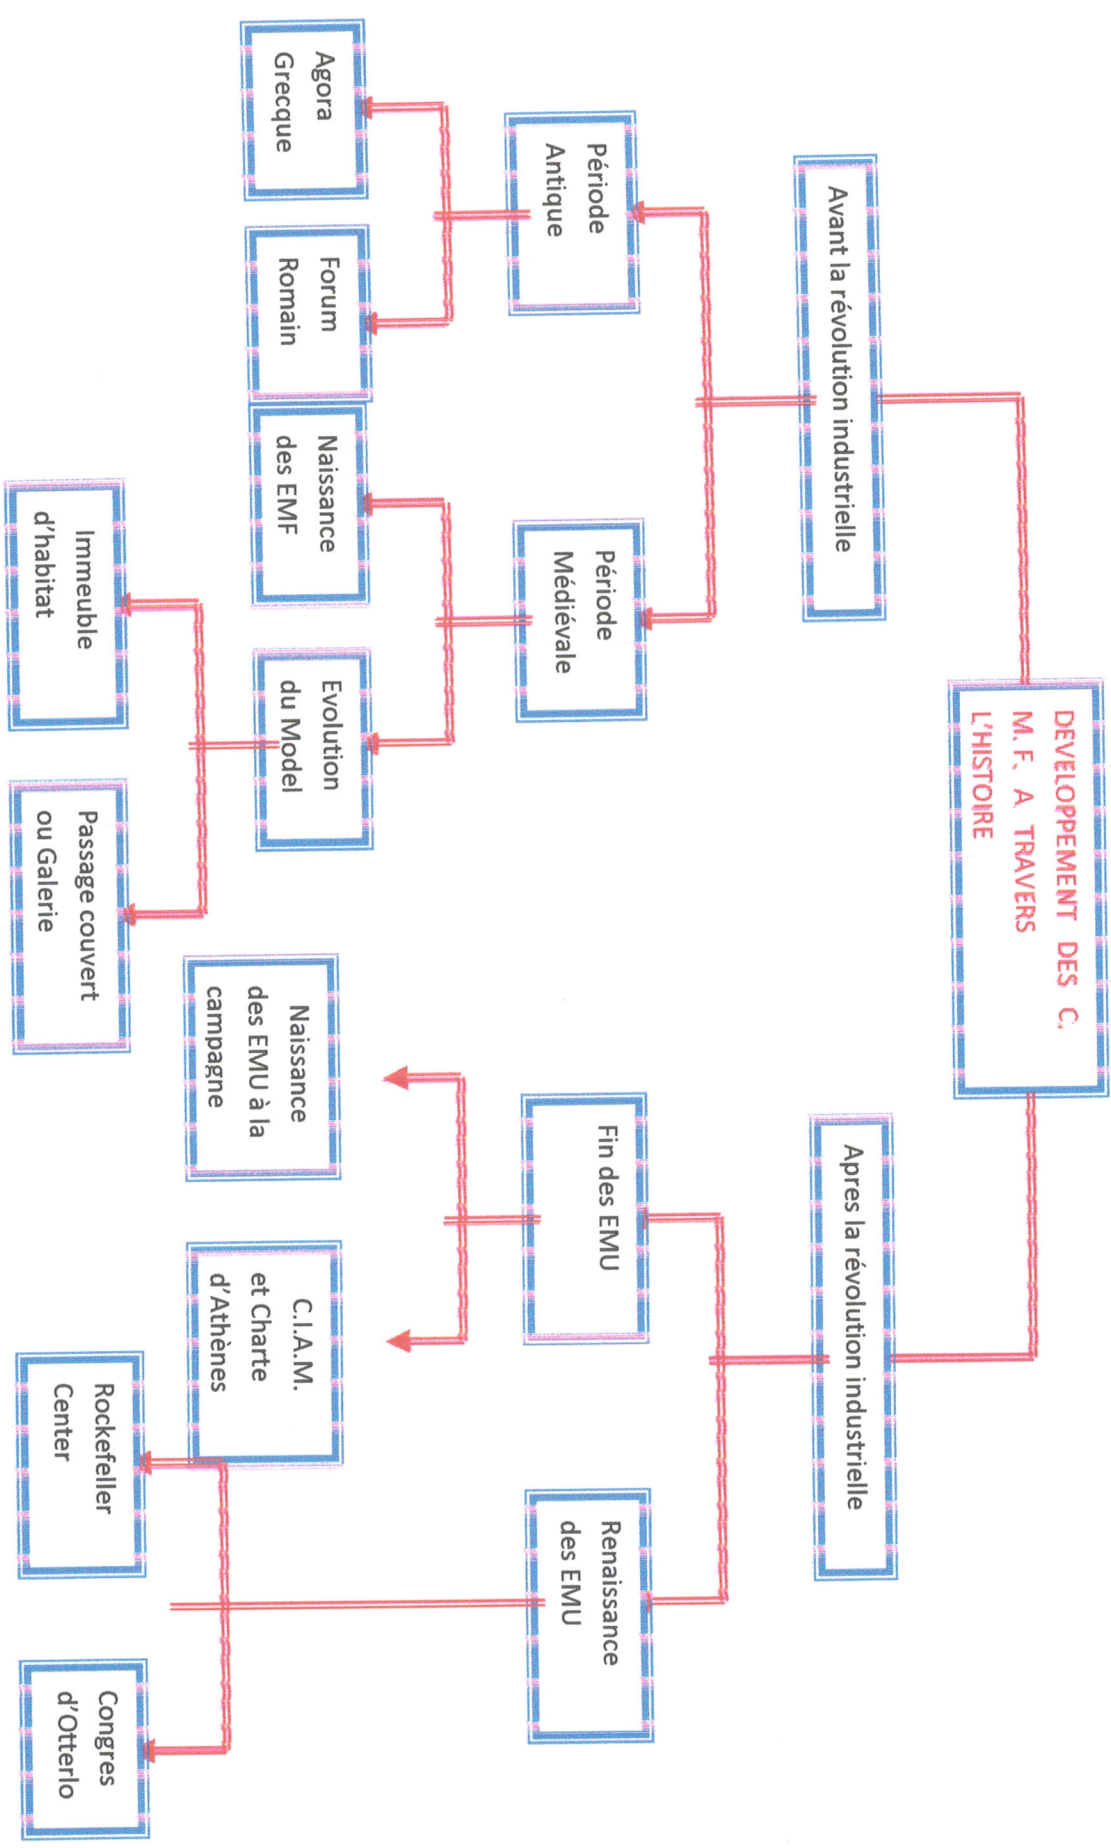 DEVELOPPEMENT DES C.
M. F. A TRAVERS
L'HISTOIRE
Avant la révolution industrielle
Apres la révolution industrielle
Période
Antique
Période
Médiévale
Fin des EMU
Renaissance
des EMU
Agora
Grecque
Forum
Romain
Naissance
des EMF
Evolution
du Model
Naissance
des EMU à la
campagne
C.I.A.M.
et Charte
d'Athènes
Immeuble
d'habitat
Passage couvert
ou Galerie
Rockefeller
Center
Congres
d'Otterlo